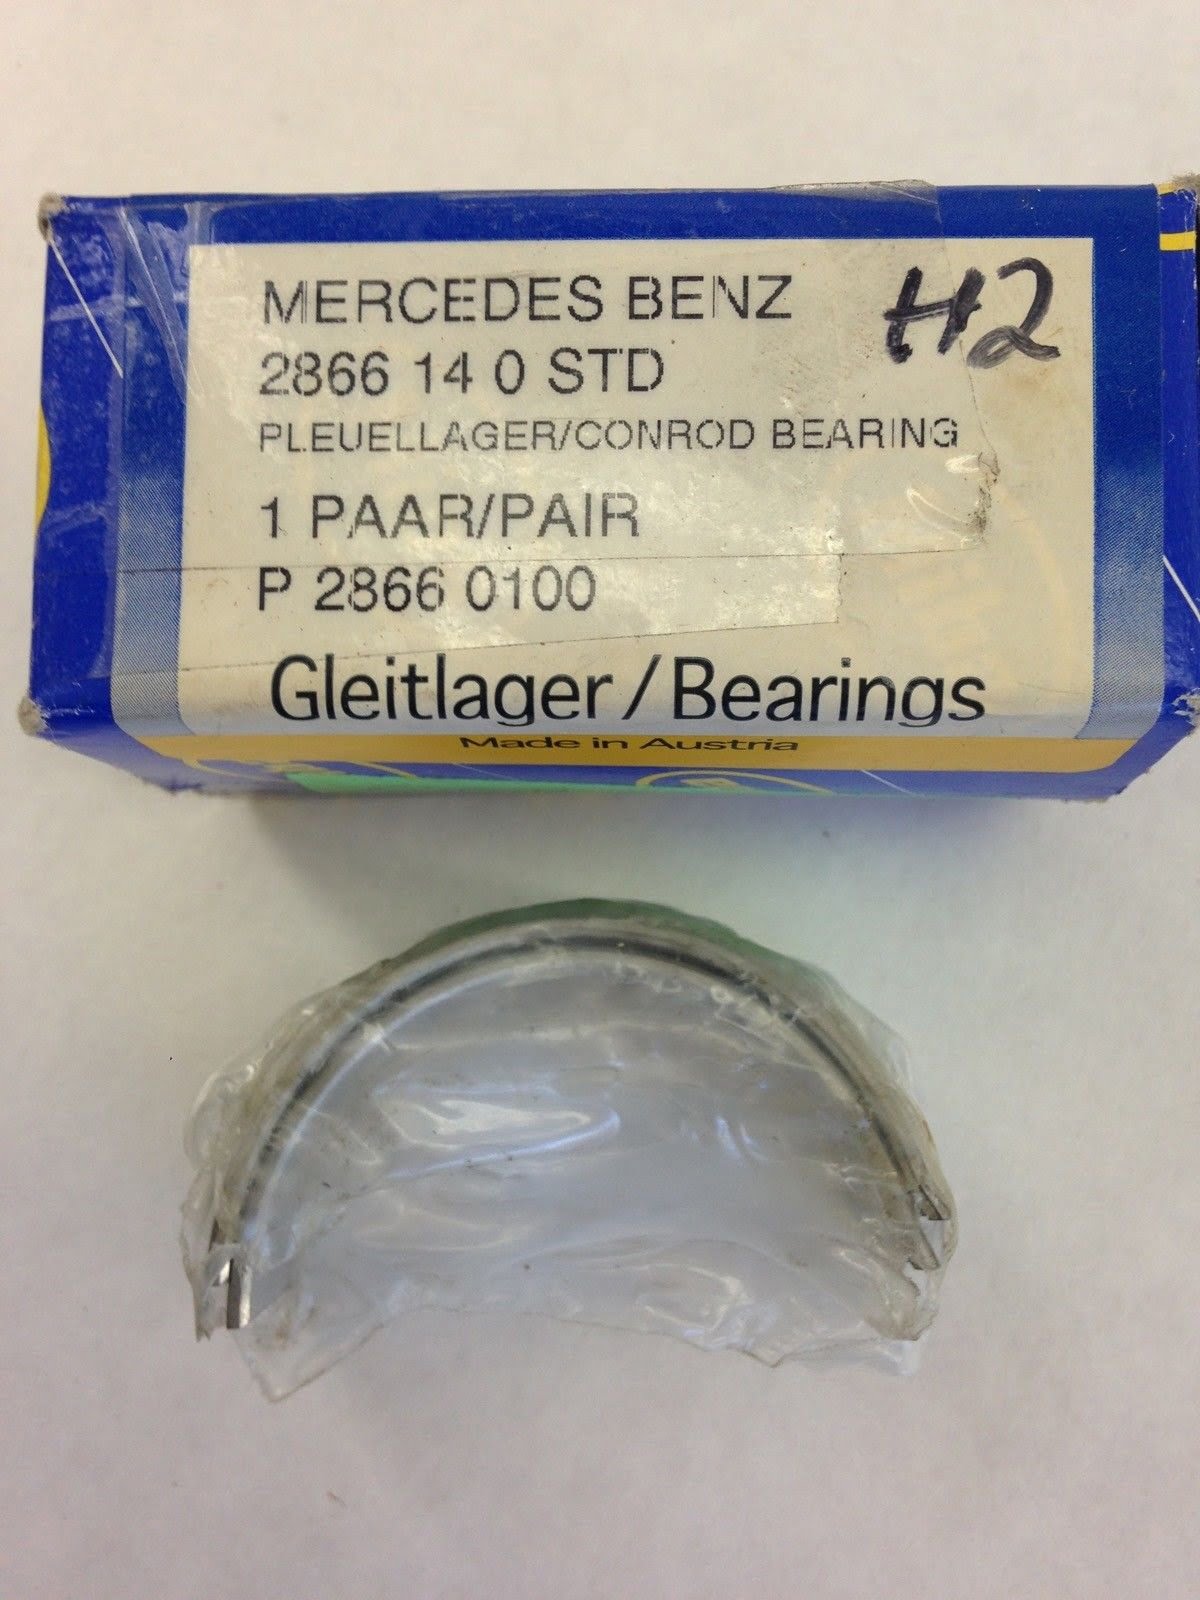 MERCEDES BENZ H2
2866 14 0 STD
PLEUELLAGER/CONROD BEARING
1 PAAR/PAIR
P 2866 0100
Gleitlager / Bearings
Made in Austria